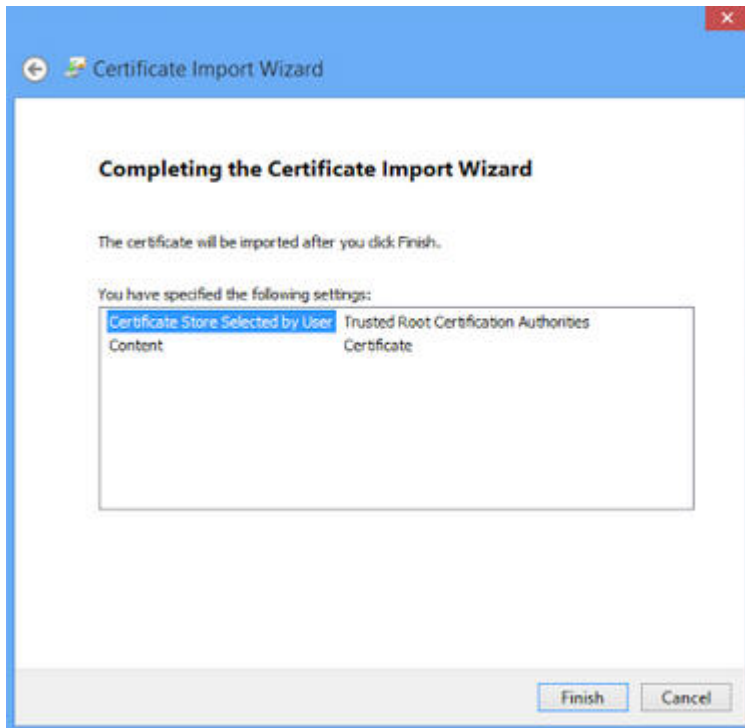 Certificate Import Wizard
Completing the Certificate Import Wizard
The certificate will be imported after you click Finish.
You have specified the following settings:
Certificate Store Selected by User Trusted Root Certification Authorities
Content Certificate
Finish Cancel